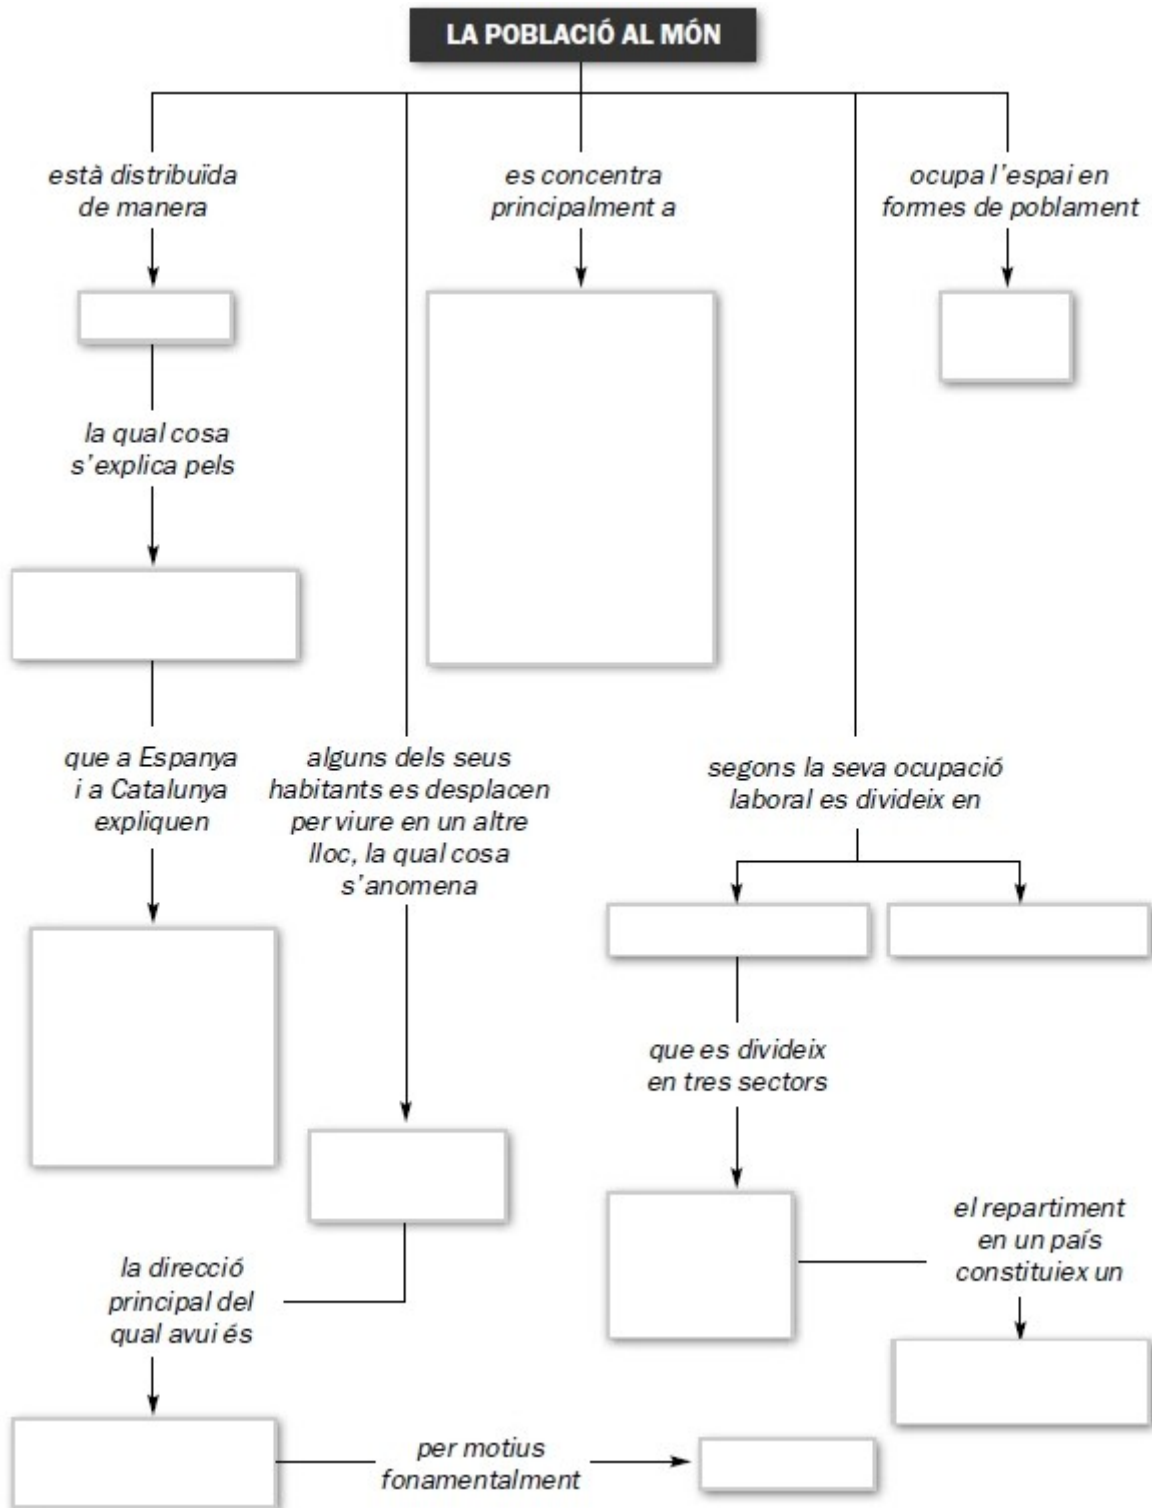 LA POBLACIÓ AL MÓN
està distribuïda
de manera
es concentra
principalment a
ocupa l'espai en
formes de poblament
la qual cosa
s'explica pels
que a Espanya
i a Catalunya
expliquen
alguns dels seus
habitants es desplacen
per viure en un altre
lloc, la qual cosa
s'anomena
segons la seva ocupació
laboral es divideix en
que es divideix
en tres sectors
el repartiment
en un país
constituiex un
la direcció
principal del
qual avui és
per motius
fonamentalment